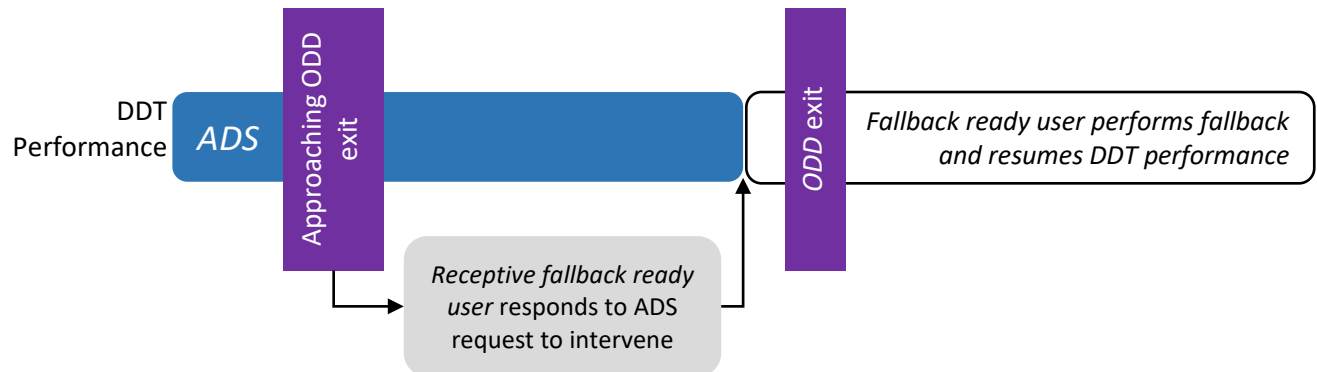 DDT
Performance
ADS
Approaching ODD
exit
Receptive fallback ready
user responds to ADS
request to intervene
ODD exit
Fallback ready user performs fallback
and resumes DDT performance